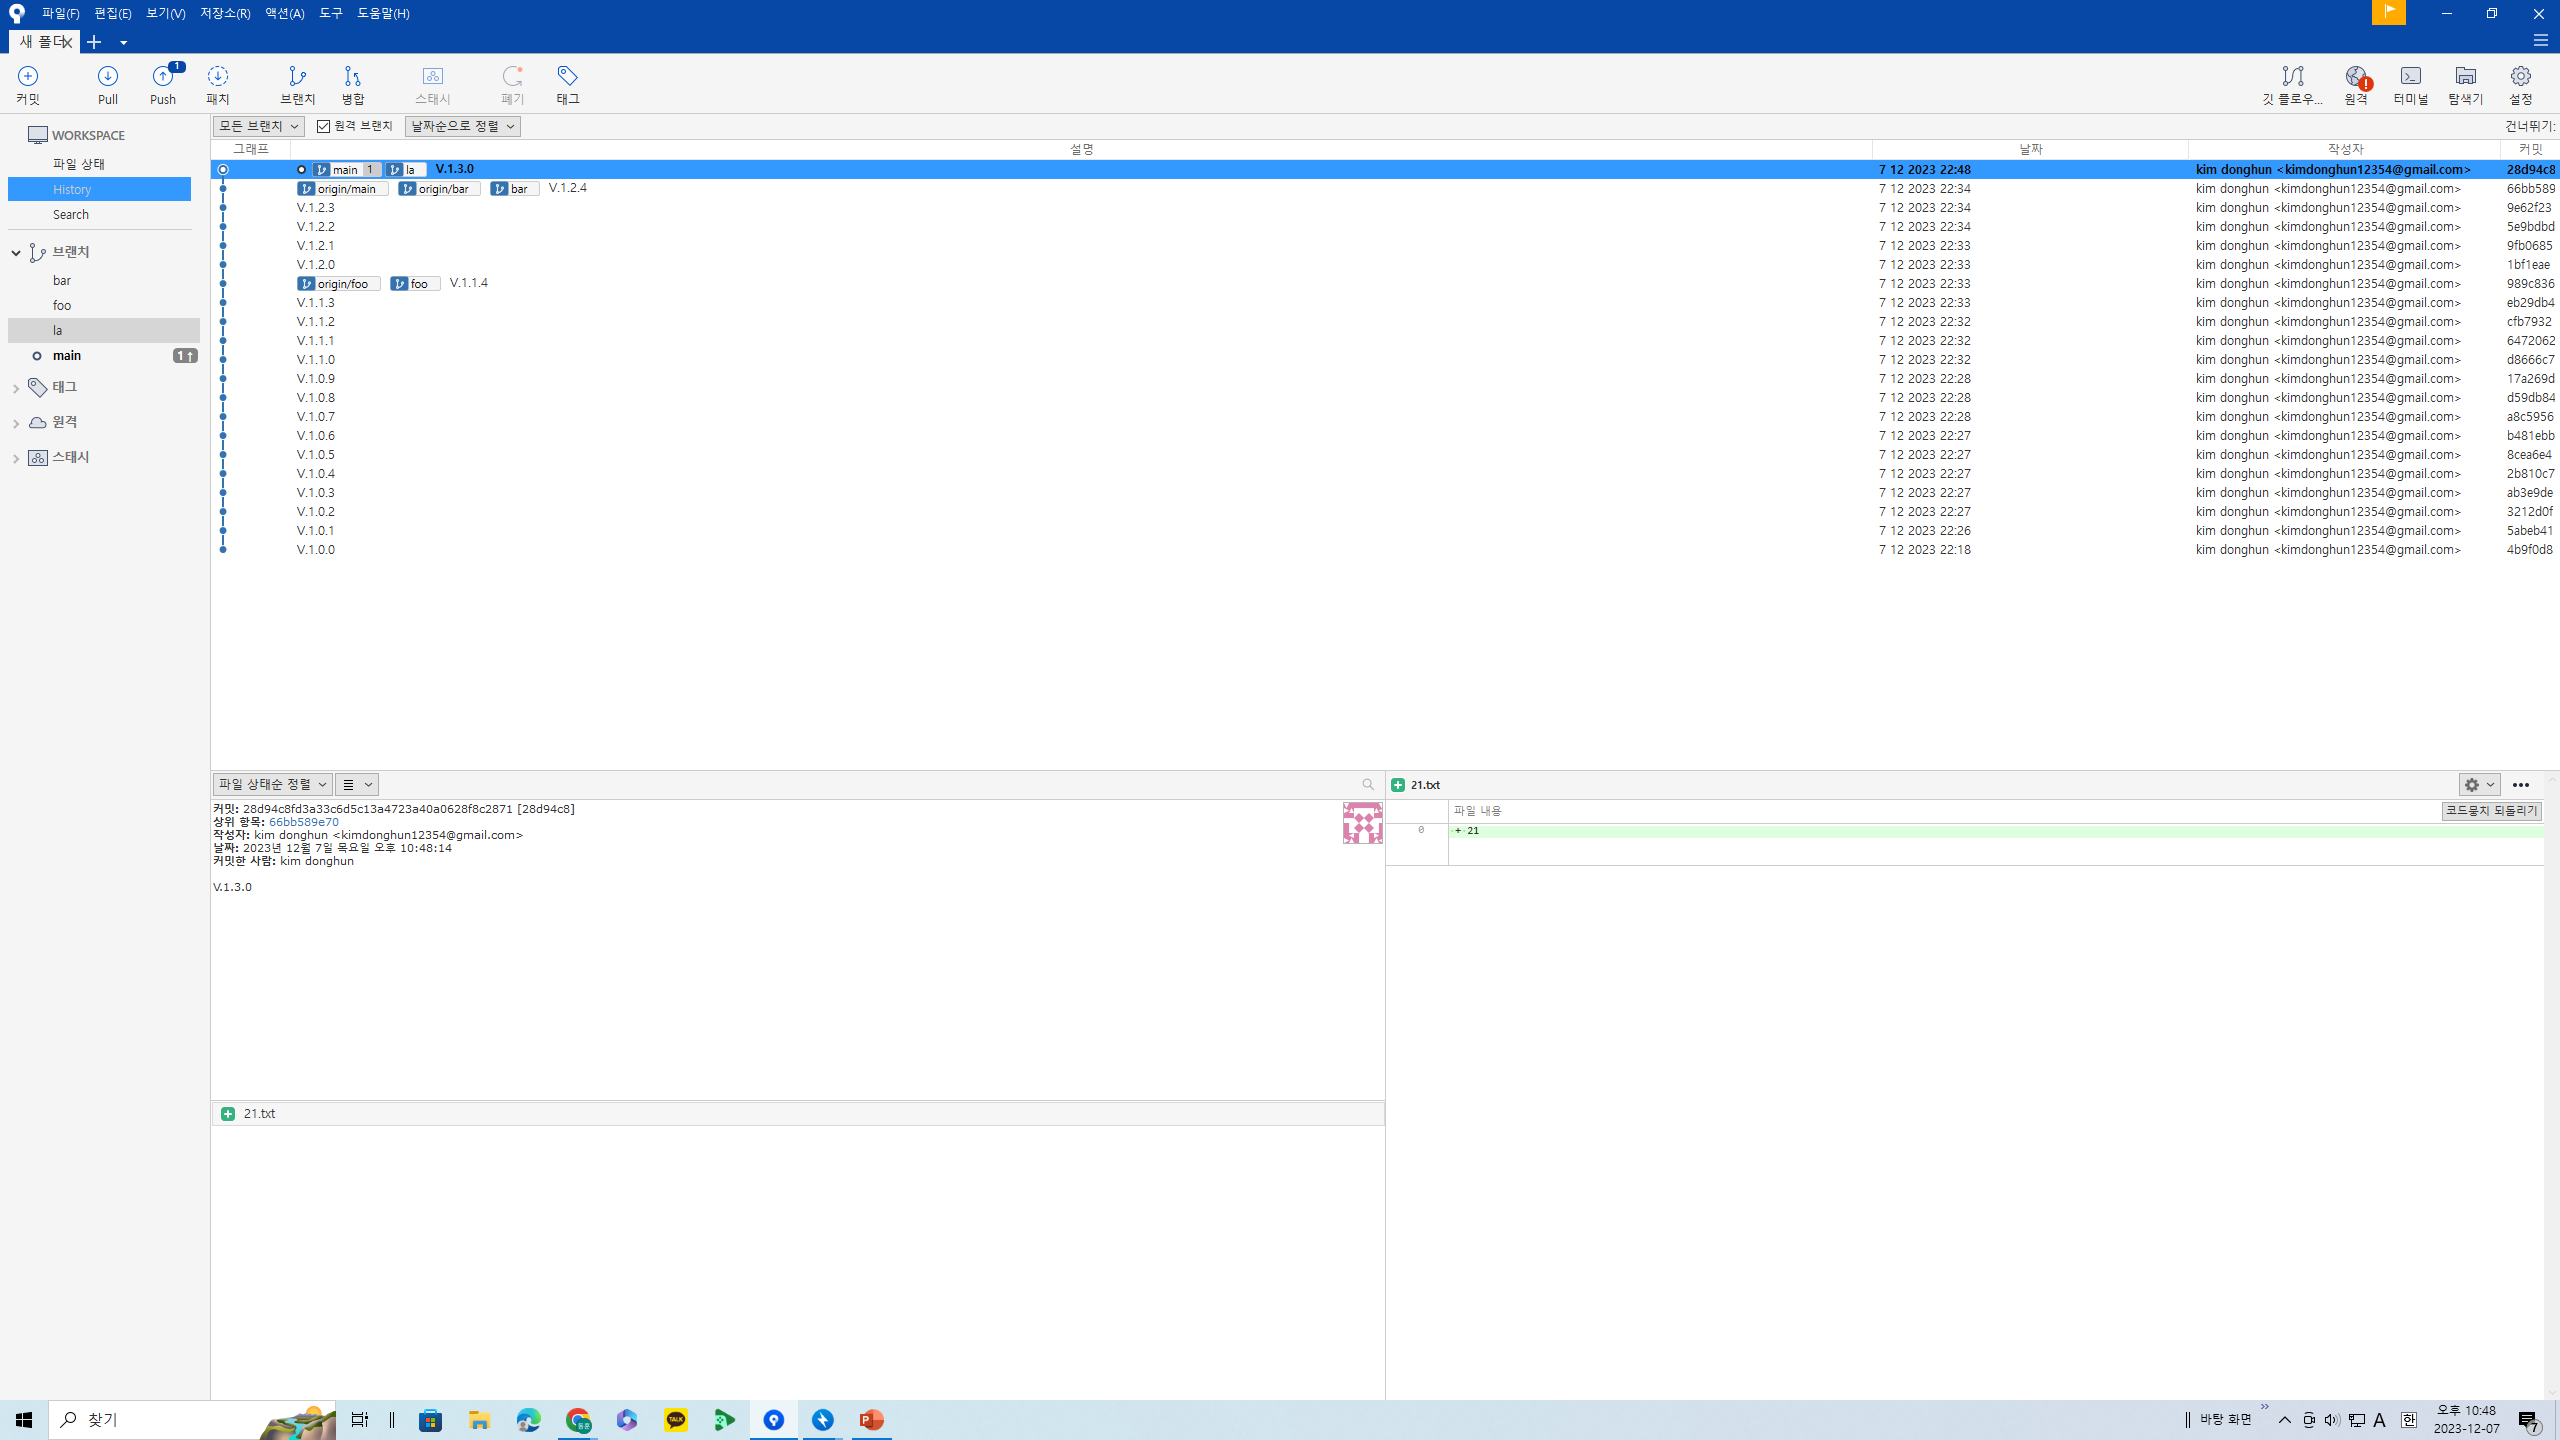 파일(F) 편집(E) 보기(V) 저장소(R) 액션(A) 도구 도움말(H)
새 폴더
커밋 Pull Push 1 패치 브랜치 병합 스태시 폐기 태그 깃 플로우... 원격 터미널 탐색기 설정
모든 브랜치 원격 브랜치 날짜순으로 정렬 건너뛰기:
WORKSPACE
파일 상태
History
Search
브랜치
bar
foo
la
main 1↑
태그
원격
스태시
그래프 설명 날짜 작성자 커밋
main 1 la V.1.3.0 7 12 2023 22:48 kim donghun <kimdonghun12354@gmail.com> 28d94c8
origin/main origin/bar bar V.1.2.4 7 12 2023 22:34 kim donghun <kimdonghun12354@gmail.com> 66bb589
V.1.2.3 7 12 2023 22:34 kim donghun <kimdonghun12354@gmail.com> 9e62f23
V.1.2.2 7 12 2023 22:34 kim donghun <kimdonghun12354@gmail.com> 5e9bdbd
V.1.2.1 7 12 2023 22:33 kim donghun <kimdonghun12354@gmail.com> 9fb0685
V.1.2.0 7 12 2023 22:33 kim donghun <kimdonghun12354@gmail.com> 1bf1eae
origin/foo foo V.1.1.4 7 12 2023 22:33 kim donghun <kimdonghun12354@gmail.com> 989c836
V.1.1.3 7 12 2023 22:33 kim donghun <kimdonghun12354@gmail.com> eb29db4
V.1.1.2 7 12 2023 22:32 kim donghun <kimdonghun12354@gmail.com> cfb7932
V.1.1.1 7 12 2023 22:32 kim donghun <kimdonghun12354@gmail.com> 6472062
V.1.1.0 7 12 2023 22:32 kim donghun <kimdonghun12354@gmail.com> d8666c7
V.1.0.9 7 12 2023 22:28 kim donghun <kimdonghun12354@gmail.com> 17a269d
V.1.0.8 7 12 2023 22:28 kim donghun <kimdonghun12354@gmail.com> d59db84
V.1.0.7 7 12 2023 22:28 kim donghun <kimdonghun12354@gmail.com> a8c5956
V.1.0.6 7 12 2023 22:27 kim donghun <kimdonghun12354@gmail.com> b481ebb
V.1.0.5 7 12 2023 22:27 kim donghun <kimdonghun12354@gmail.com> 8cea6e4
V.1.0.4 7 12 2023 22:27 kim donghun <kimdonghun12354@gmail.com> 2b810c7
V.1.0.3 7 12 2023 22:27 kim donghun <kimdonghun12354@gmail.com> ab3e9de
V.1.0.2 7 12 2023 22:27 kim donghun <kimdonghun12354@gmail.com> 3212d0f
V.1.0.1 7 12 2023 22:26 kim donghun <kimdonghun12354@gmail.com> 5abeb41
V.1.0.0 7 12 2023 22:18 kim donghun <kimdonghun12354@gmail.com> 4b9f0d8
파일 상태순 정렬
커밋: 28d94c8fd3a33c6d5c13a4723a40a0628f8c2871 [28d94c8]
상위 항목: 66bb589e70
작성자: kim donghun <kimdonghun12354@gmail.com>
날짜: 2023년 12월 7일 목요일 오후 10:48:14
커밋한 사람: kim donghun
V.1.3.0
21.txt
21.txt
파일 내용 코드뭉치 되돌리기
0 + 21
찾기
TALK
바탕 화면 A 한 오후 10:48
2023-12-07 7